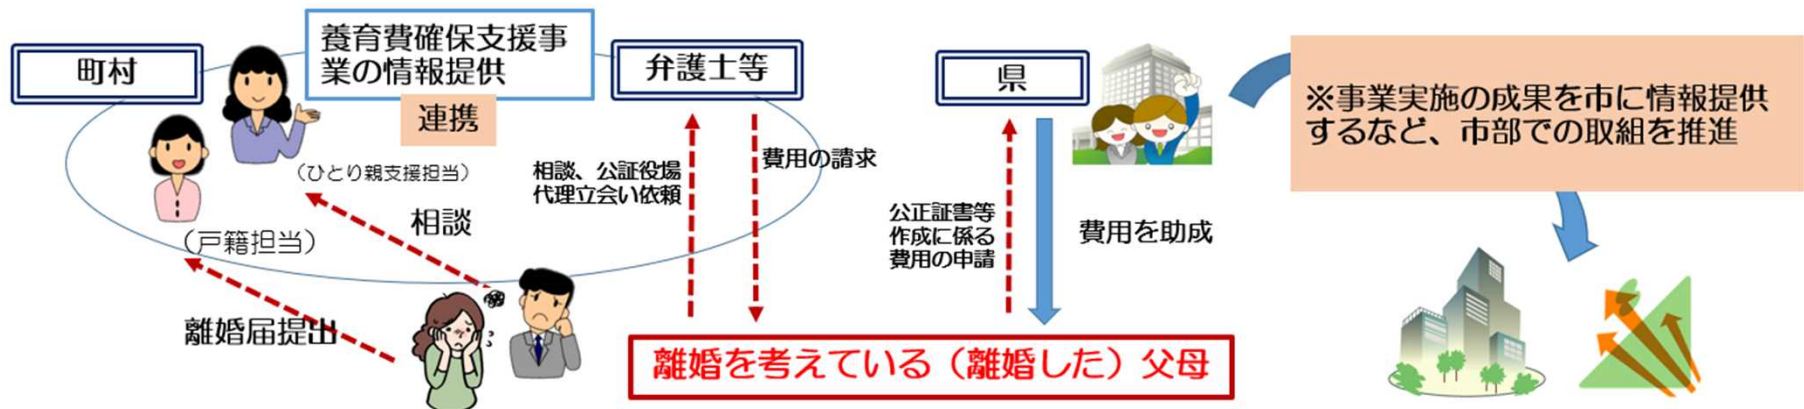 町村
養育費確保支援事
業の情報提供
連携
弁護士等
(ひとり親支援担当)
(戸籍担当)
相談
離婚届提出
相談、公証役場
代理立会い依頼
費用の請求
県
公正証書等
作成に係る
費用の申請
費用を助成
離婚を考えている(離婚した)父母
※事業実施の成果を市に情報提供
するなど、市部での取組を推進